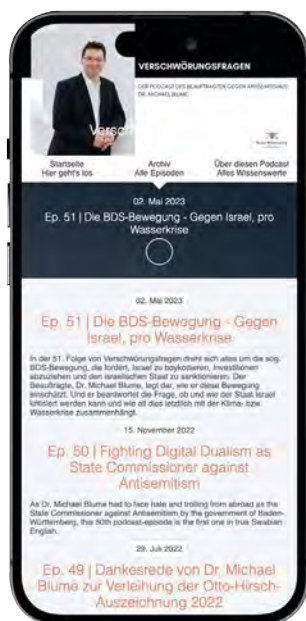 VERSCHWÖRUNGSFRAGEN
DER PODCAST DES BEAUFTRAGTEN GEGEN ANTISEMITISMUS
DR. MICHAEL BLUME
Startseite
Hier geht's los
Archiv
Alle Episoden
Über diesen Podcast
Alles Wissenswerte
02. Mai 2023
Ep. 51 | Die BDS-Bewegung - Gegen Israel, pro
Wasserkrise
02. Mai 2023
Ep. 51 | Die BDS-Bewegung - Gegen
Israel, pro Wasserkrise
In der 51. Folge von Verschwörungsfragen dreht sich alles um die sog.
BDS-Bewegung, die fordert, Israel zu boykottieren, Investitionen
abzuziehen und den israelischen Staat zu sanktionieren. Der
Beauftragte, Dr. Michael Blume, legt dar, wie er diese Bewegung
einschätzt. Und er beantwortet die Frage, ob und wie der Staat Israel
kritisiert werden kann und wie all dies letztlich mit der Klima- bzw.
Wasserkrise zusammenhängt.
15. November 2022
Ep. 50 | Fighting Digital Dualism as
State Commissioner against
Antisemitism
As Dr. Michael Blume had to face hate and trolling from abroad as the
State Commissioner against Antisemitism by the government of Baden-
Württemberg, this 50th podcast-episode is the first one in true Swabian
English.
29. Juli 2022
Ep. 49 | Dankesrede von Dr. Michael
Blume zur Verleihung der Otto-Hirsch-
Auszeichnung 2022